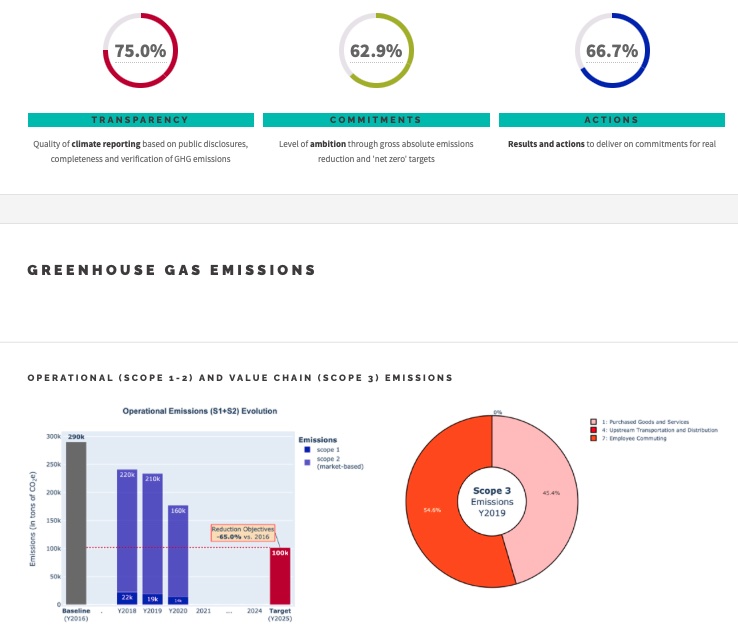 75.0%
62.9%
66.7%
TRANSPARENCY
COMMITMENTS
ACTIONS
Quality of climate reporting based on public disclosures,
completeness and verification of GHG emissions
Level of ambition through gross absolute emissions
reduction and 'net zero' targets
Results and actions to deliver on commitments for real
GREENHOUSE GAS EMISSIONS
OPERATIONAL (SCOPE 1-2) AND VALUE CHAIN (SCOPE 3) EMISSIONS
Operational Emissions (S1+S2) Evolution
Emissions (in tons of CO₂e)
300k
250k
200k
150k
100k
50k
0
290k
220k
210k
160k
22k
19k
Reduction Objectives
-65.0% vs. 2016
100k
Baseline
(Y2016)
.
Y2018
Y2019
Y2020
2021
...
2024
Target
(Y2025)
Emissions
scope 1
scope 2
(market-based)
0%
45.4%
54.6%
Scope 3
Emissions
Y2019
1: Purchased Goods and Services
4: Upstream Transportation and Distribution
7: Employee Commuting